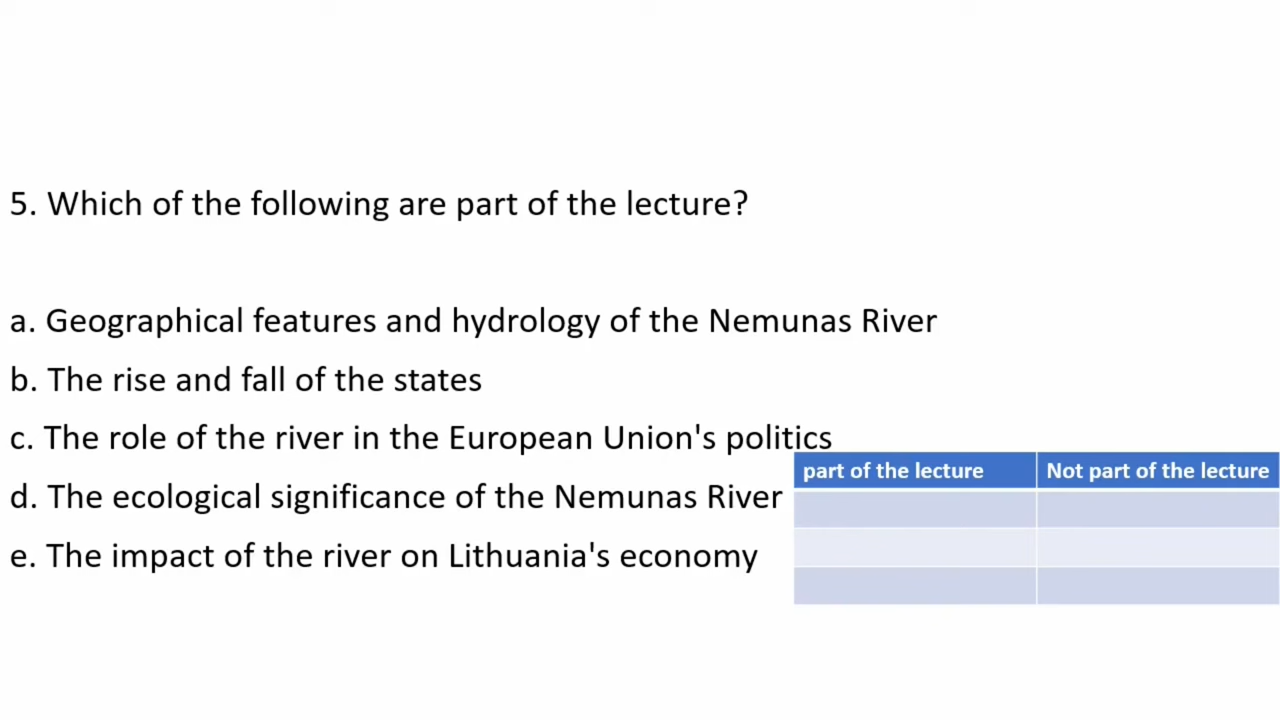 5. Which of the following are part of the lecture?
a. Geographical features and hydrology of the Nemunas River
b. The rise and fall of the states
c. The role of the river in the European Union's politics
d. The ecological significance of the Nemunas River
e. The impact of the river on Lithuania's economy
part of the lecture Not part of the lecture